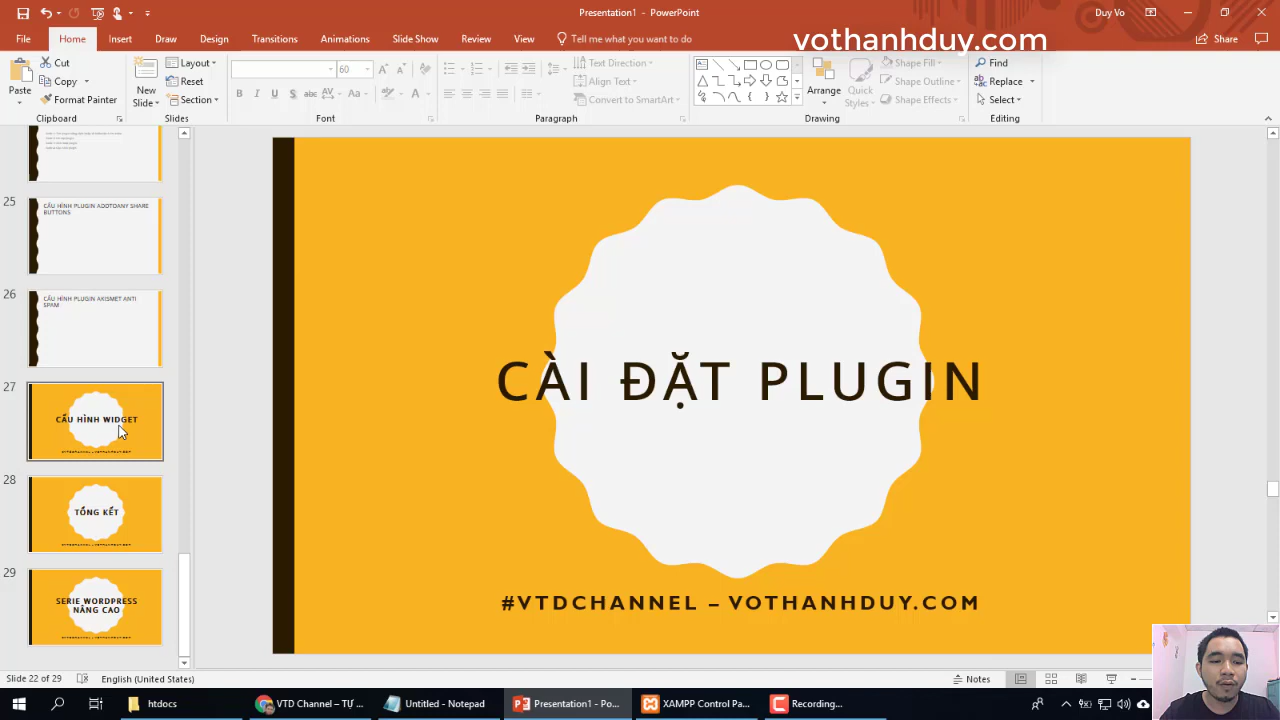 Presentation1 - PowerPoint
Duy Vo
File Home Insert Draw Design Transitions Animations Slide Show Review View Tell me what you want to do
vothanhduy.com
Share
Paste
Cut
Copy
Format Painter
Clipboard
New Slide
Layout
Reset
Section
Slides
60
Font
Text Direction
Align Text
Convert to SmartArt
Paragraph
Arrange
Quick Styles
Shape Fill
Shape Outline
Shape Effects
Drawing
Find
Replace
Select
Editing
25
CẤU HÌNH PLUGIN ADDTOANY SHARE
BUTTONS
26
CẤU HÌNH PLUGIN AKISMET ANTI
SPAM
27
CẤU HÌNH WIDGET
28
TỔNG KẾT
29
SERIE WORDPRESS
NÂNG CAO
CÀI ĐẶT PLUGIN
#VTDCHANNEL – VOTHANHDUY.COM
Slide 22 of 29
English (United States)
Notes
htdocs
VTD Channel – TỰ ...
Untitled - Notepad
Presentation1 - Po...
XAMPP Control Pa...
Recording...